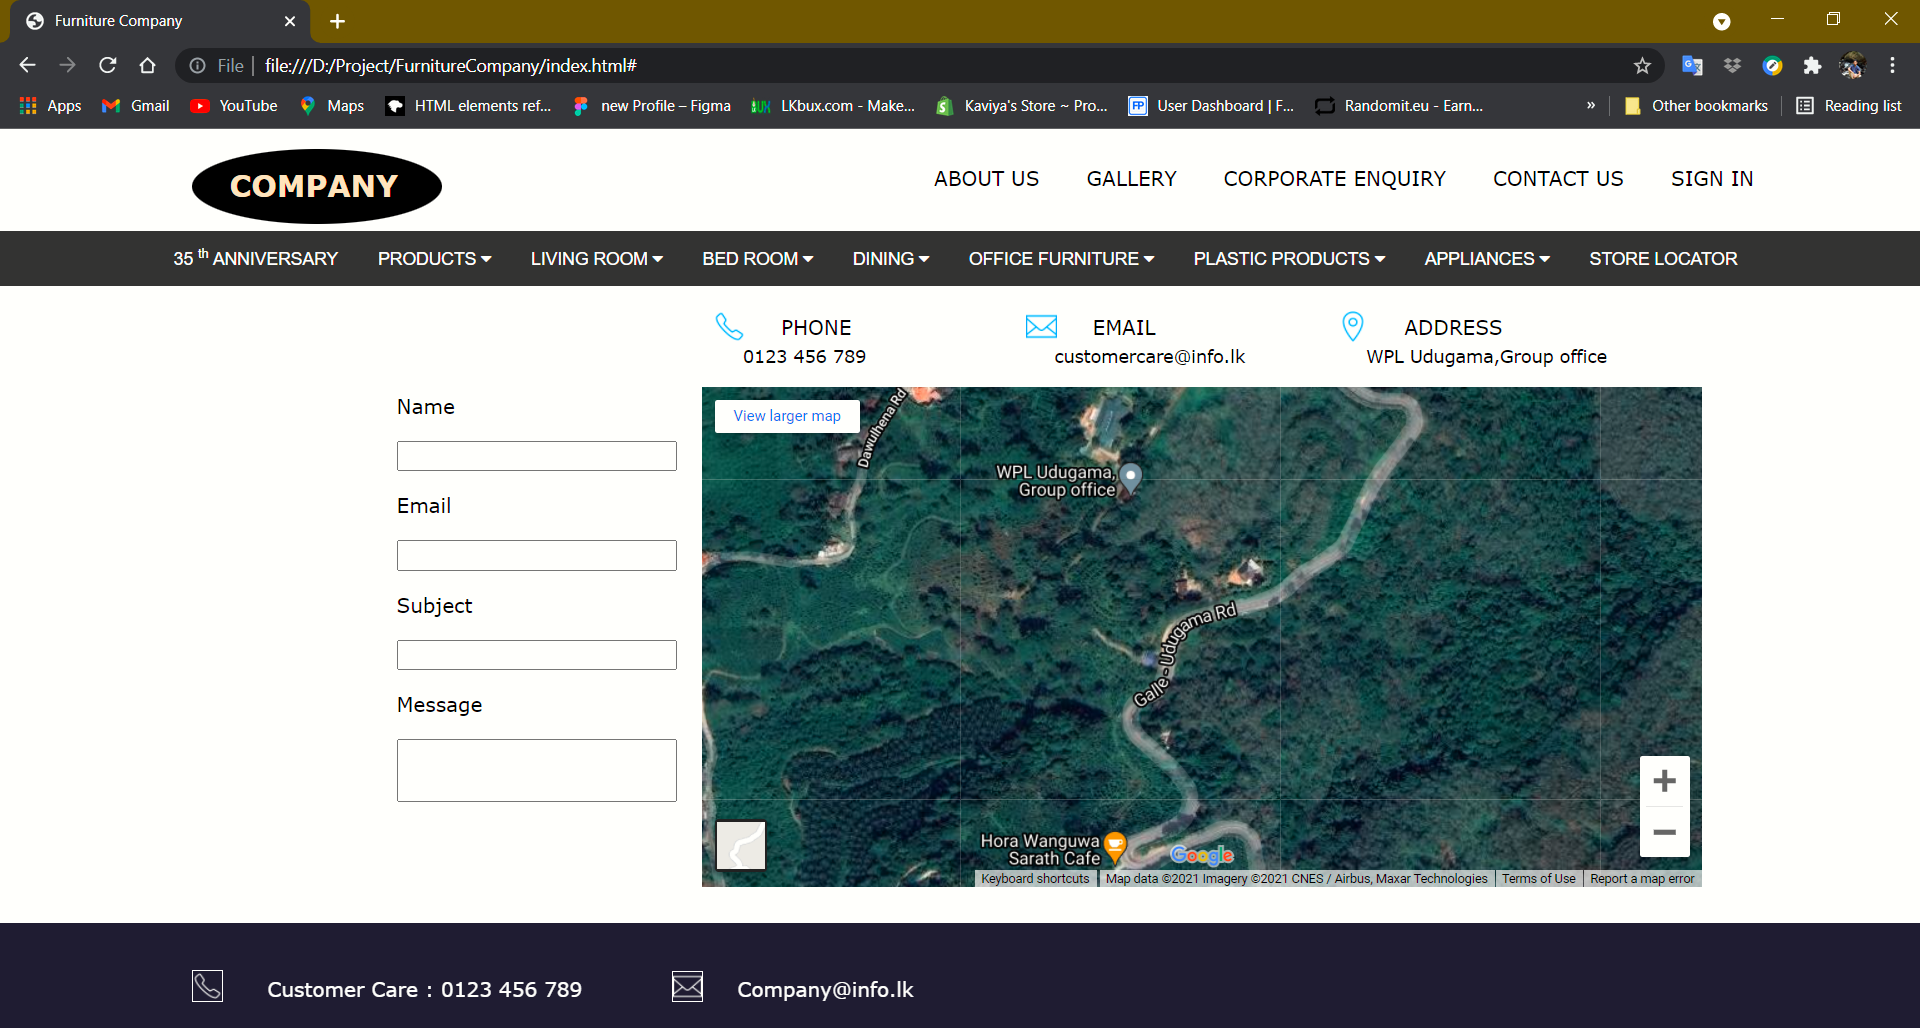 Furniture Company
File file:///D:/Project/FurnitureCompany/index.html#
Apps Gmail YouTube Maps HTML elements ref... new Profile – Figma LKbux.com - Make... Kaviya's Store ~ Pro... User Dashboard | F... Randomit.eu - Earn... » Other bookmarks Reading list
COMPANY
ABOUT US GALLERY CORPORATE ENQUIRY CONTACT US SIGN IN
35 th ANNIVERSARY PRODUCTS LIVING ROOM BED ROOM DINING OFFICE FURNITURE PLASTIC PRODUCTS APPLIANCES STORE LOCATOR
PHONE EMAIL ADDRESS
0123 456 789 customercare@info.lk WPL Udugama,Group office
Name
Email
Subject
Message
View larger map
Dawulhena Rd
WPL Udugama,
Group office
Galle - Udugama Rd
Hora Wanguwa
Sarath Cafe
Google
Keyboard shortcuts Map data ©2021 Imagery ©2021 CNES / Airbus, Maxar Technologies Terms of Use Report a map error
Customer Care : 0123 456 789 Company@info.lk